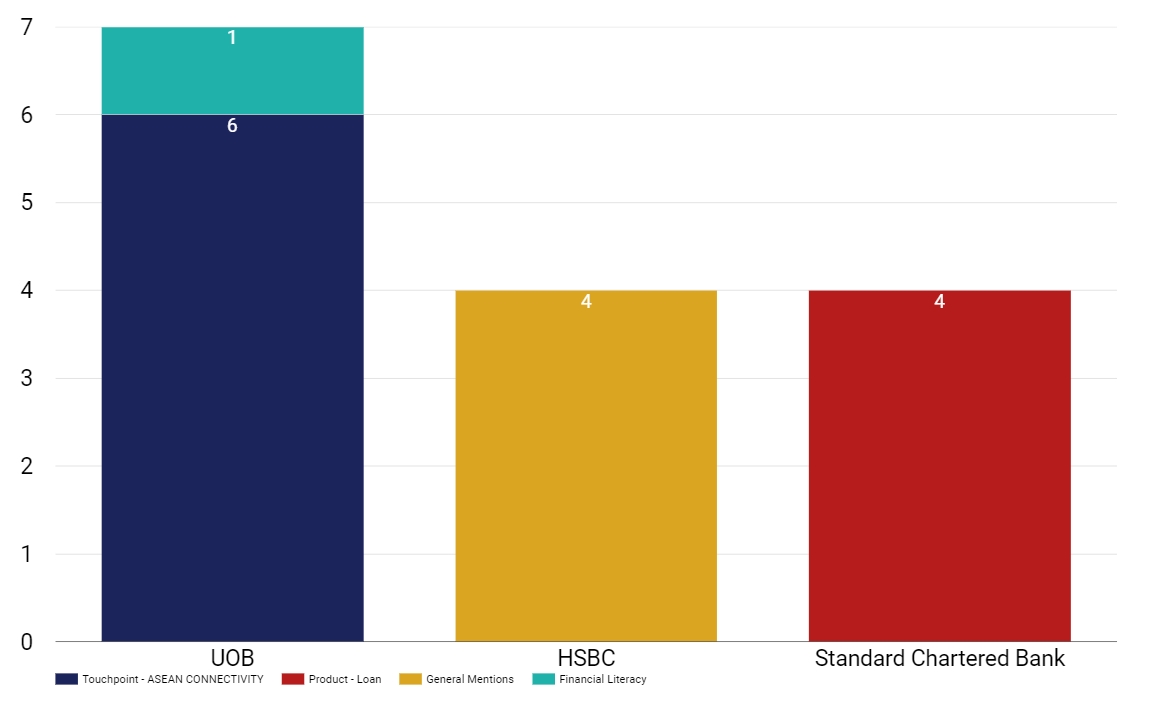 7
1
6
6
5
4
4
4
3
2
1
0
UOB
HSBC
Standard Chartered Bank
Touchpoint - ASEAN CONNECTIVITY
Product - Loan
General Mentions
Financial Literacy